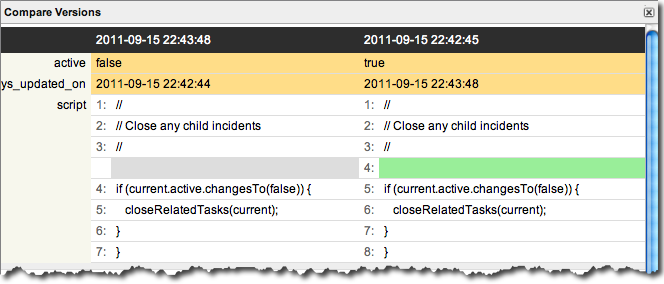 Compare Versions
2011-09-15 22:43:48 2011-09-15 22:42:45
active false true
ys_updated_on 2011-09-15 22:42:44 2011-09-15 22:43:48
script 1: // 1: //
2: // Close any child incidents 2: // Close any child incidents
3: // 3: //
4:
4: if (current.active.changesTo(false)) { 5: if (current.active.changesTo(false)) {
5: closeRelatedTasks(current); 6: closeRelatedTasks(current);
6: } 7: }
7: } 8: }